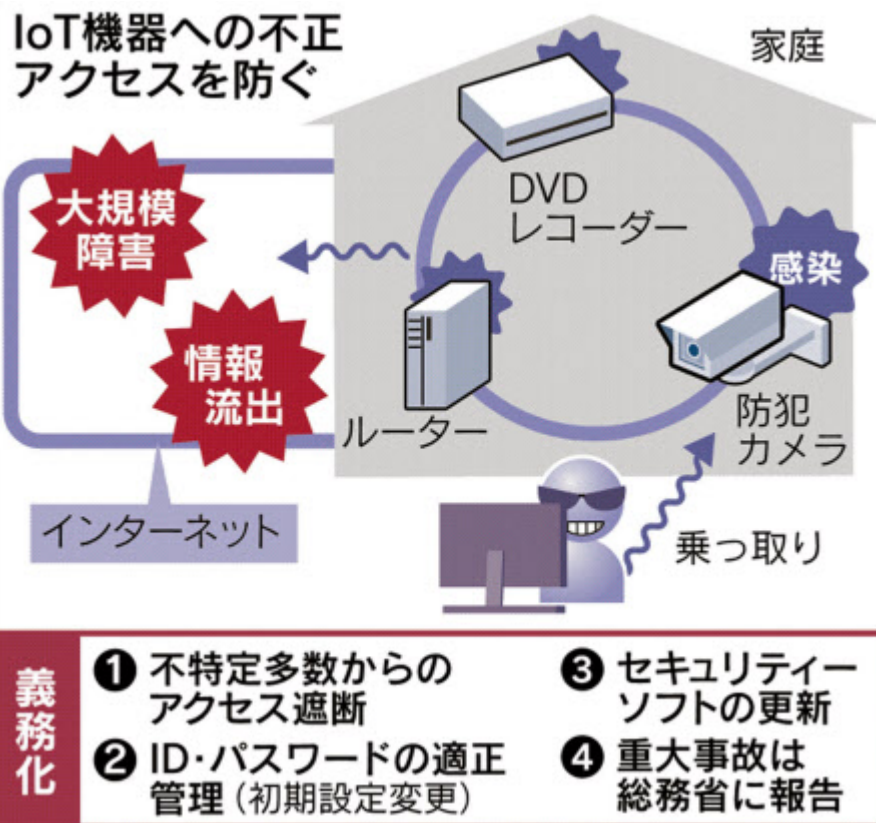 IoT機器への不正
アクセスを防ぐ
家庭
DVD
レコーダー
大規模
障害
感染
情報
流出
ルーター
防犯
カメラ
インターネット
乗っ取り
義務化
❶ 不特定多数からの
アクセス遮断
❷ ID・パスワードの適正
管理(初期設定変更)
❸ セキュリティー
ソフトの更新
❹ 重大事故は
総務省に報告